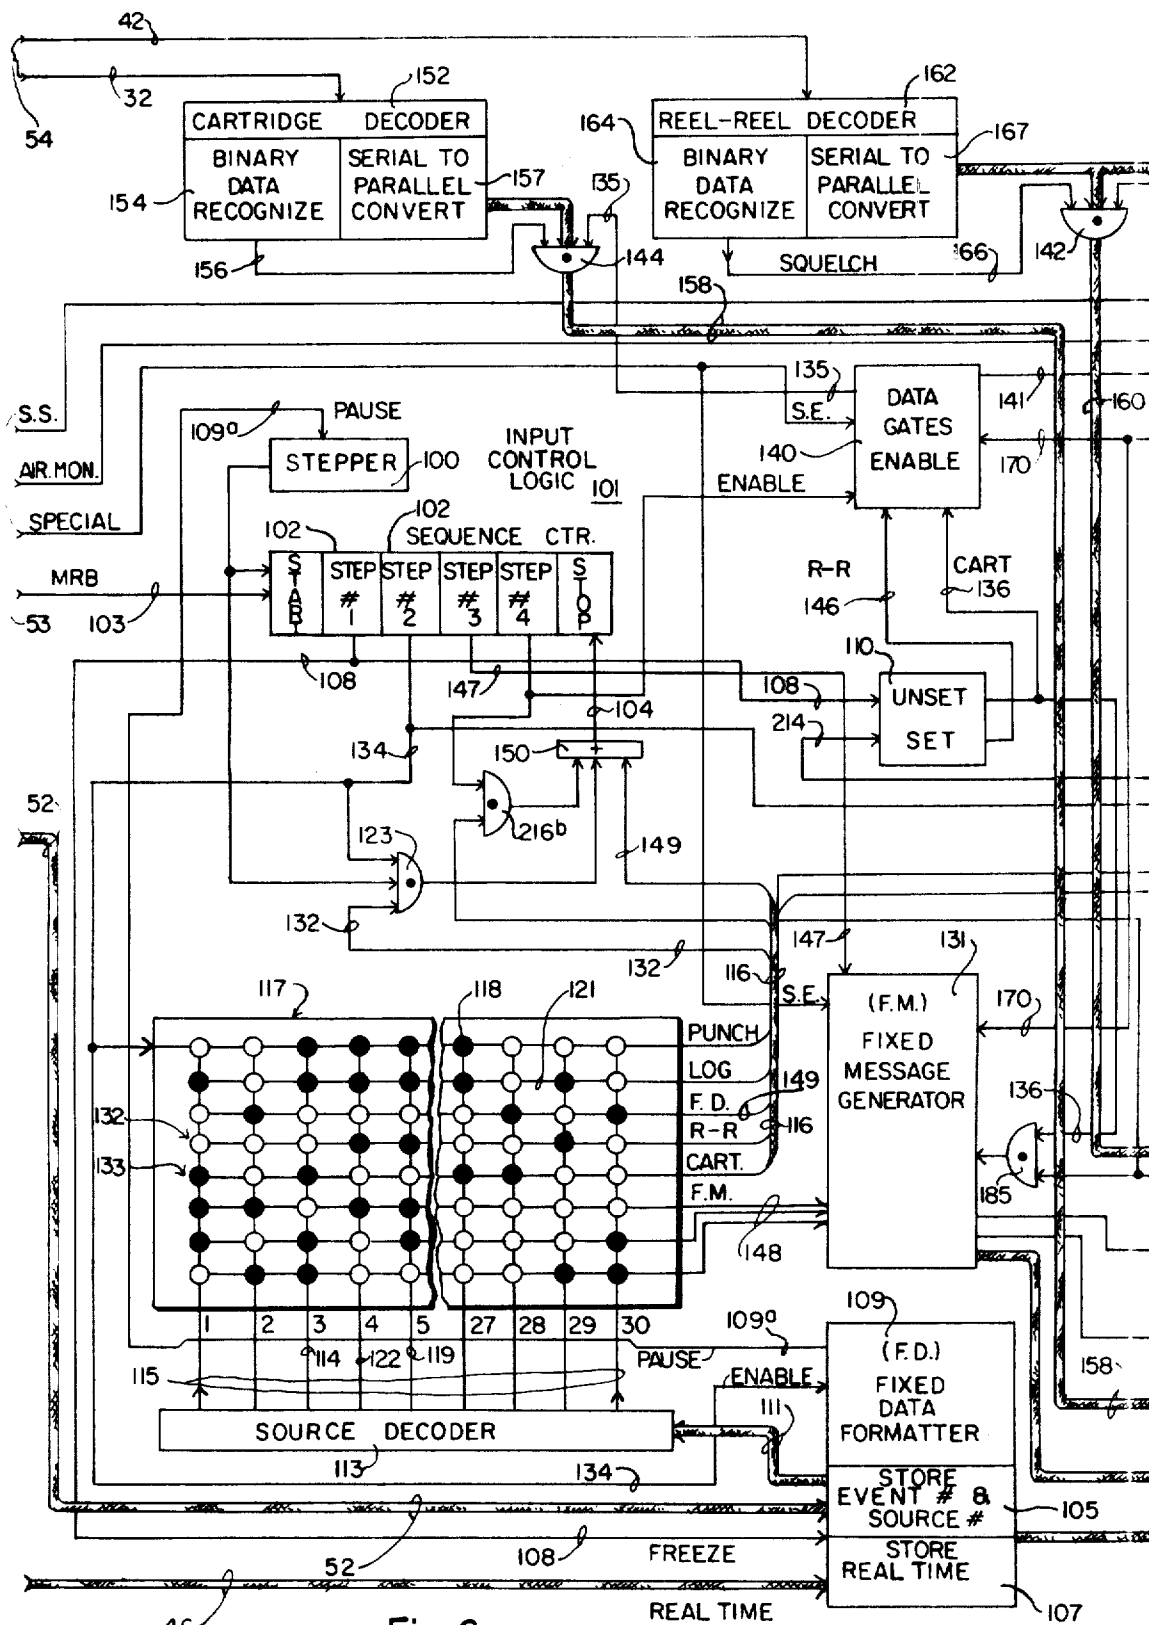 42
32
54
152
CARTRIDGE DECODER
BINARY DATA RECOGNIZE
SERIAL TO PARALLEL CONVERT
154
157
156
135
144
162
164
REEL-REEL DECODER
167
BINARY DATA RECOGNIZE
SERIAL TO PARALLEL CONVERT
SQUELCH
166
142
158
S.S.
109a
PAUSE
STEPPER
100
INPUT CONTROL LOGIC
101
135
S.E.
140
DATA GATES ENABLE
141
160
170
AIR. MON.
SPECIAL
ENABLE
102
102
SEQUENCE CTR.
START
STEP # 1
STEP # 2
STEP # 3
STEP # 4
STOP
MRB
53
103
R-R
146
CART
136
108
147
104
110
108
UNSET
SET
214
134
150
52
123
216b
149
132
132
147
116
131
117
118
121
S.E.
(F.M.)
FIXED MESSAGE GENERATOR
170
PUNCH
LOG
F.D.
149
R-R
116
CART.
F.M.
132
133
148
136
185
1 2 3 4 5 27 28 29 30
114
122
119
115
109a
PAUSE
ENABLE
109
(F.D.)
FIXED DATA FORMATTER
158
SOURCE DECODER
113
111
134
STORE EVENT # & SOURCE #
105
52
108
FREEZE
STORE REAL TIME
107
REAL TIME